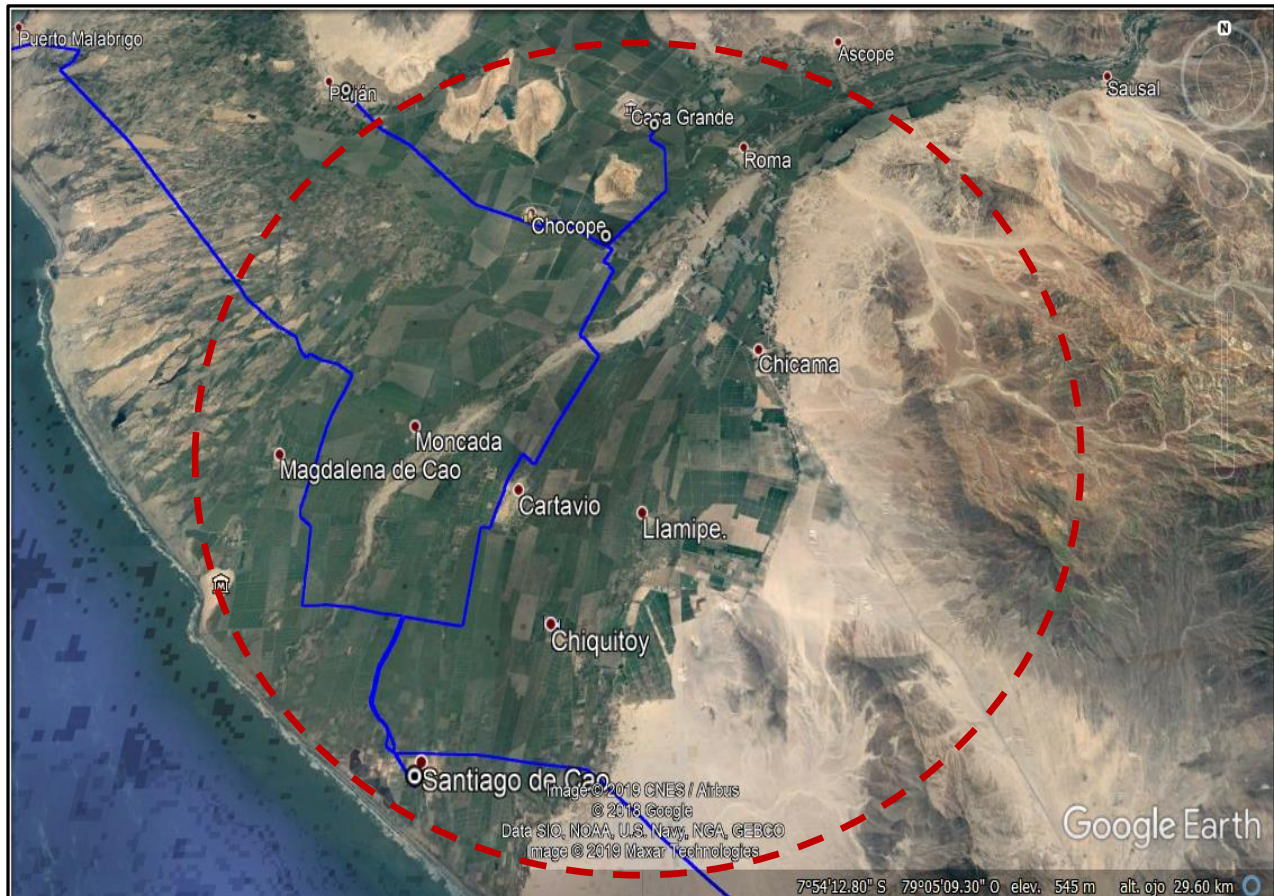 N
Puerto Malabrigo
Ascope
Sausal
Paiján
Casa Grande
Roma
Chocope
Chicama
Moncada
Magdalena de Cao
Cartavio
Llamipe.
M
Chiquitoy
Santiago de Cao
Image © 2019 CNES / Airbus
© 2018 Google
Data SIO, NOAA, U.S. Navy, NGA, GEBCO
Image © 2019 Maxar Technologies
Google Earth
7°54'12.80" S 79°05'09.30" O elev. 545 m alt. ojo 29.60 km